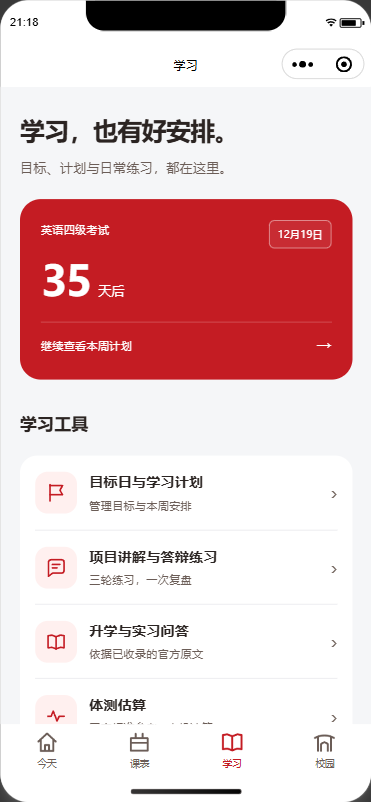 21:18
学习
学习，也有好安排。
目标、计划与日常练习，都在这里。
英语四级考试
12月19日
35 天后
继续查看本周计划
学习工具
目标日与学习计划
管理目标与本周安排
项目讲解与答辩练习
三轮练习，一次复盘
升学与实习问答
依据已收录的官方原文
体测估算
今天
课表
学习
校园